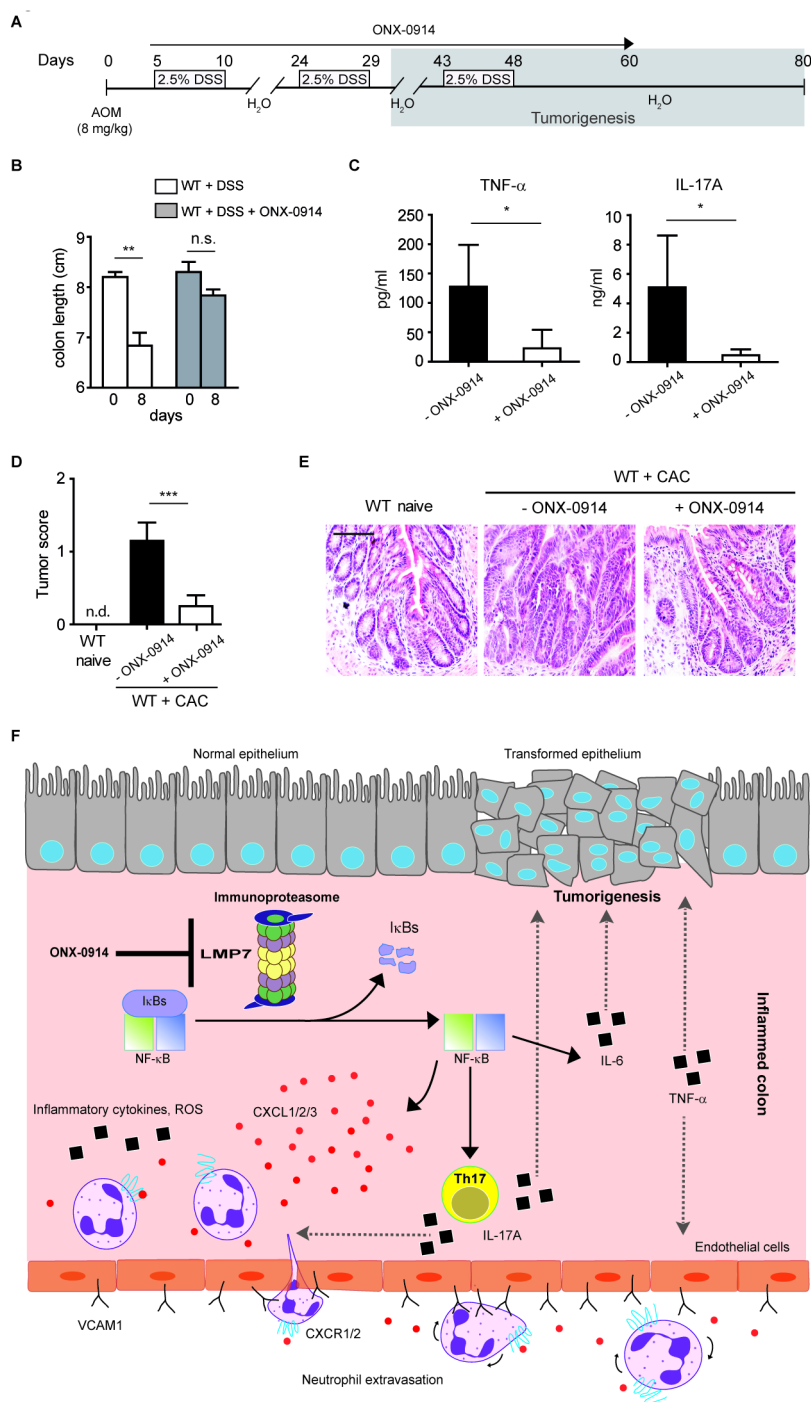 A
ONX-0914
Days 0 5 10 24 29 43 48 60 80
2.5% DSS 2.5% DSS 2.5% DSS
H2O H2O H2O
AOM
(8 mg/kg)
Tumorigenesis
B
WT + DSS
WT + DSS + ONX-0914
** n.s.
colon length (cm)
8
7
6
0 8 0 8
days
C
TNF-α
*
pg/ml
250
200
150
100
50
0
- ONX-0914
+ ONX-0914
IL-17A
*
ng/ml
10
8
6
4
2
0
- ONX-0914
+ ONX-0914
D
Tumor score
2
1
0
***
n.d.
WT
naive
- ONX-0914
+ ONX-0914
WT + CAC
E
WT + CAC
WT naive - ONX-0914 + ONX-0914
F
Normal epithelium Transformed epithelium
Immunoproteasome
Tumorigenesis
ONX-0914
LMP7
IκBs
IκBs
NF-κB
NF-κB
IL-6
TNF-α
Inflammed colon
Inflammatory cytokines, ROS
CXCL1/2/3
Th17
IL-17A
Endothelial cells
VCAM1
CXCR1/2
Neutrophil extravasation